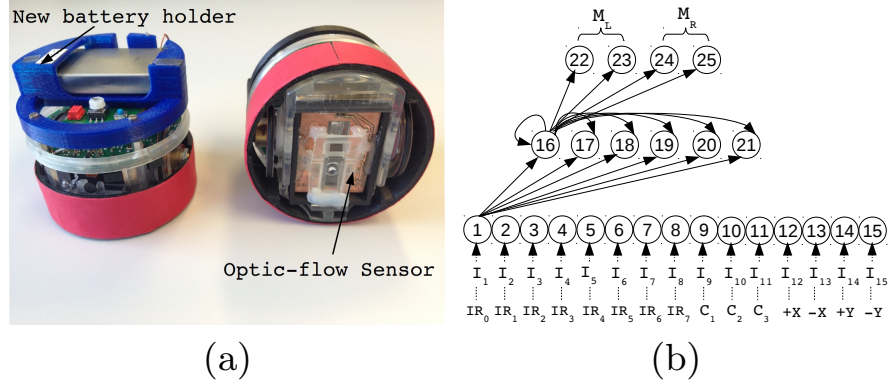 New battery holder
Optic-flow Sensor
(a)
M_L M_R
22 23 24 25
16 17 18 19 20 21
1 2 3 4 5 6 7 8 9 10 11 12 13 14 15
I_1 I_2 I_3 I_4 I_5 I_6 I_7 I_8 I_9 I_10 I_11 I_12 I_13 I_14 I_15
IR_0 IR_1 IR_2 IR_3 IR_4 IR_5 IR_6 IR_7 C_1 C_2 C_3 +X -X +Y -Y
(b)